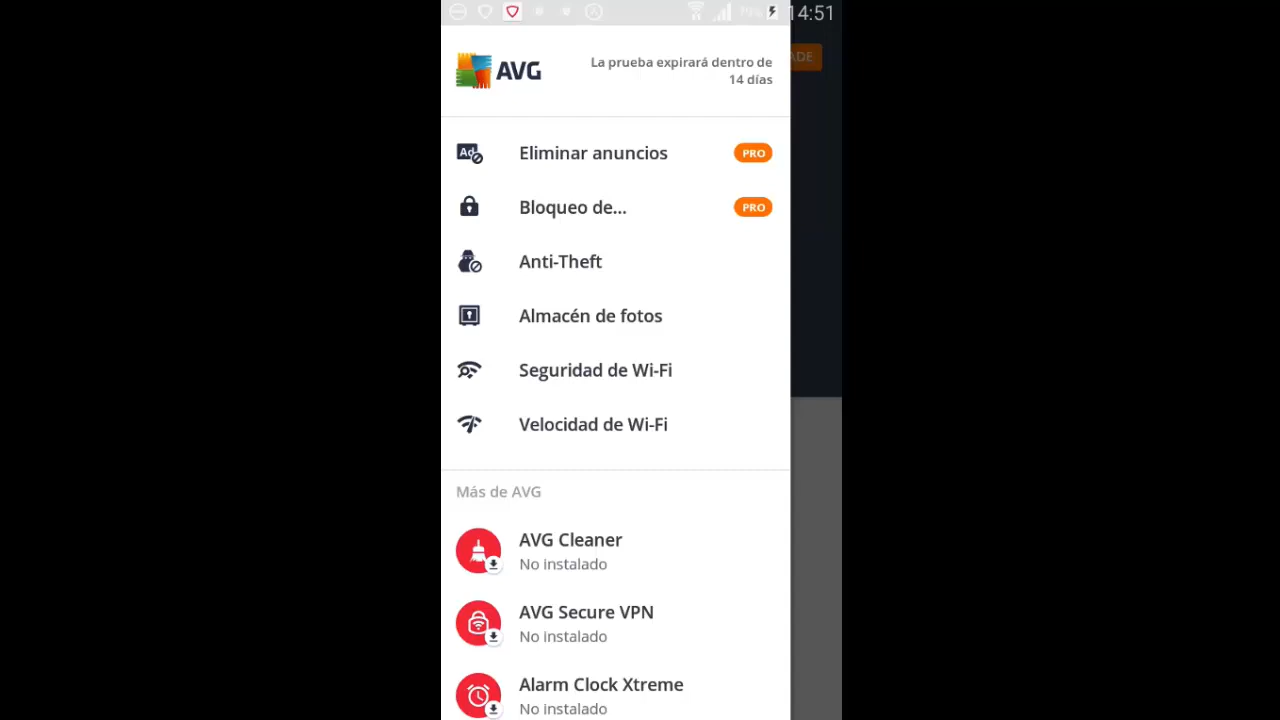 14:51
AVG
La prueba expirará dentro de
14 días
ADE
Ad
Eliminar anuncios PRO
Bloqueo de... PRO
Anti-Theft
Almacén de fotos
Seguridad de Wi-Fi
Velocidad de Wi-Fi
Más de AVG
AVG Cleaner
No instalado
AVG Secure VPN
No instalado
Alarm Clock Xtreme
No instalado